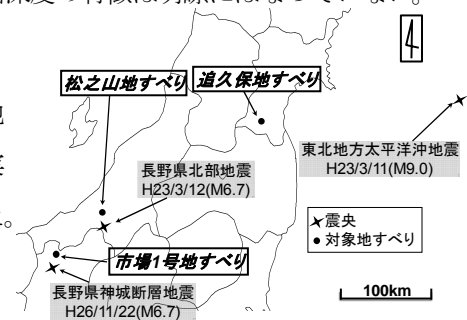 松之山地すべり
追久保地すべり
4
東北地方太平洋沖地震
H23/3/11(M9.0)
長野県北部地震
H23/3/12(M6.7)
震央
対象地すべり
市場1号地すべり
長野県神城断層地震
H26/11/22(M6.7)
100km
地
。